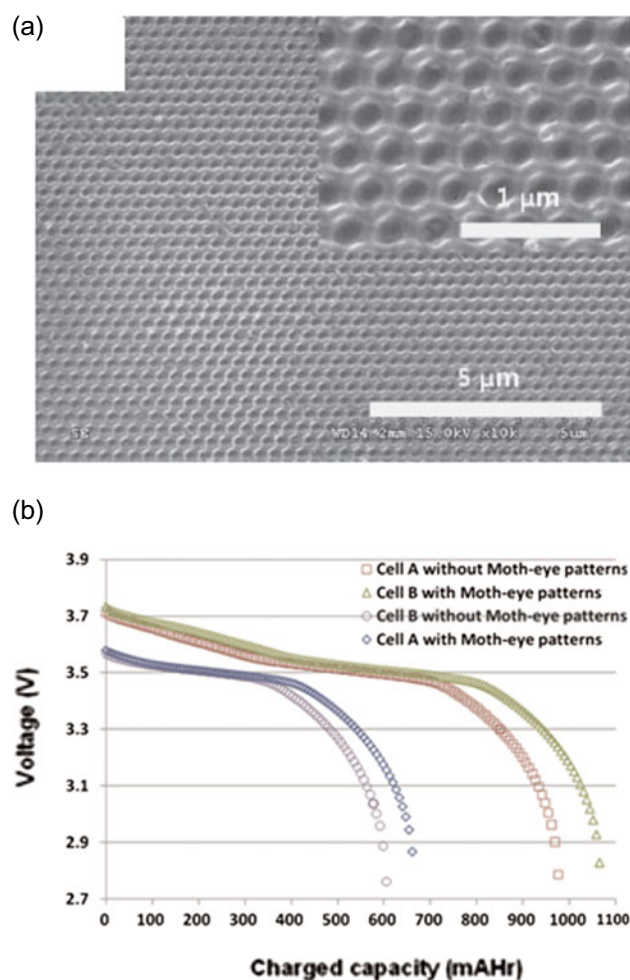 (a)
1 µm
5 µm
SE
WD14.2mm 15.0kV x10k 5um
(b)
3.9
3.7
3.5
3.3
3.1
2.9
2.7
Voltage (V)
Cell A without Moth-eye patterns
Cell B with Moth-eye patterns
Cell B without Moth-eye patterns
Cell A with Moth-eye patterns
0 100 200 300 400 500 600 700 800 900 1000 1100
Charged capacity (mAHr)